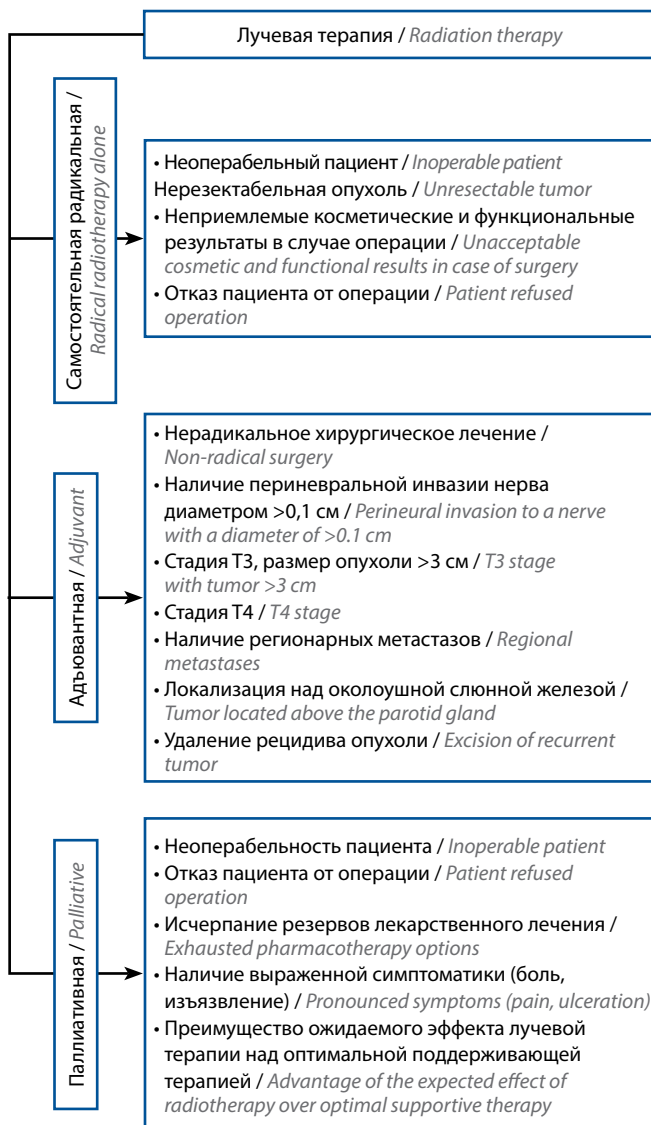 Лучевая терапия / Radiation therapy
Самостоятельная радикальная /
Radical radiotherapy alone
• Неоперабельный пациент / Inoperable patient
Нерезектабельная опухоль / Unresectable tumor
• Неприемлемые косметические и функциональные
результаты в случае операции / Unacceptable
cosmetic and functional results in case of surgery
• Отказ пациента от операции / Patient refused
operation
Адъювантная / Adjuvant
• Нерадикальное хирургическое лечение /
Non-radical surgery
• Наличие периневральной инвазии нерва
диаметром >0,1 см / Perineural invasion to a nerve
with a diameter of >0.1 cm
• Стадия Т3, размер опухоли >3 см / T3 stage
with tumor >3 cm
• Стадия Т4 / T4 stage
• Наличие регионарных метастазов / Regional
metastases
• Локализация над околоушной слюнной железой /
Tumor located above the parotid gland
• Удаление рецидива опухоли / Excision of recurrent
tumor
Паллиативная / Palliative
• Неоперабельность пациента / Inoperable patient
• Отказ пациента от операции / Patient refused
operation
• Исчерпание резервов лекарственного лечения /
Exhausted pharmacotherapy options
• Наличие выраженной симптоматики (боль,
изъязвление) / Pronounced symptoms (pain, ulceration)
• Преимущество ожидаемого эффекта лучевой
терапии над оптимальной поддерживающей
терапией / Advantage of the expected effect of
radiotherapy over optimal supportive therapy